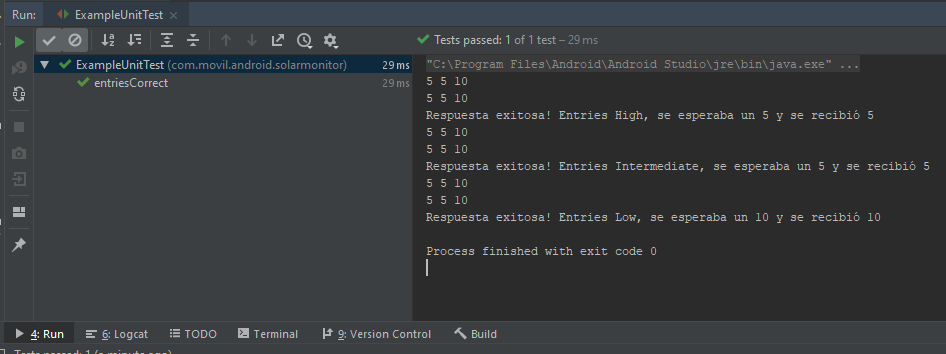 Run: ExampleUnitTest
Tests passed: 1 of 1 test – 29 ms
ExampleUnitTest (com.movil.android.solarmonitor) 29 ms
entriesCorrect 29 ms
"C:\Program Files\Android\Android Studio\jre\bin\java.exe" ...
5 5 10
5 5 10
Respuesta exitosa! Entries High, se esperaba un 5 y se recibió 5
5 5 10
5 5 10
Respuesta exitosa! Entries Intermediate, se esperaba un 5 y se recibió 5
5 5 10
5 5 10
Respuesta exitosa! Entries Low, se esperaba un 10 y se recibió 10
Process finished with exit code 0
4: Run 6: Logcat TODO Terminal 9: Version Control Build
Tests passed: 1 (a minute ago)